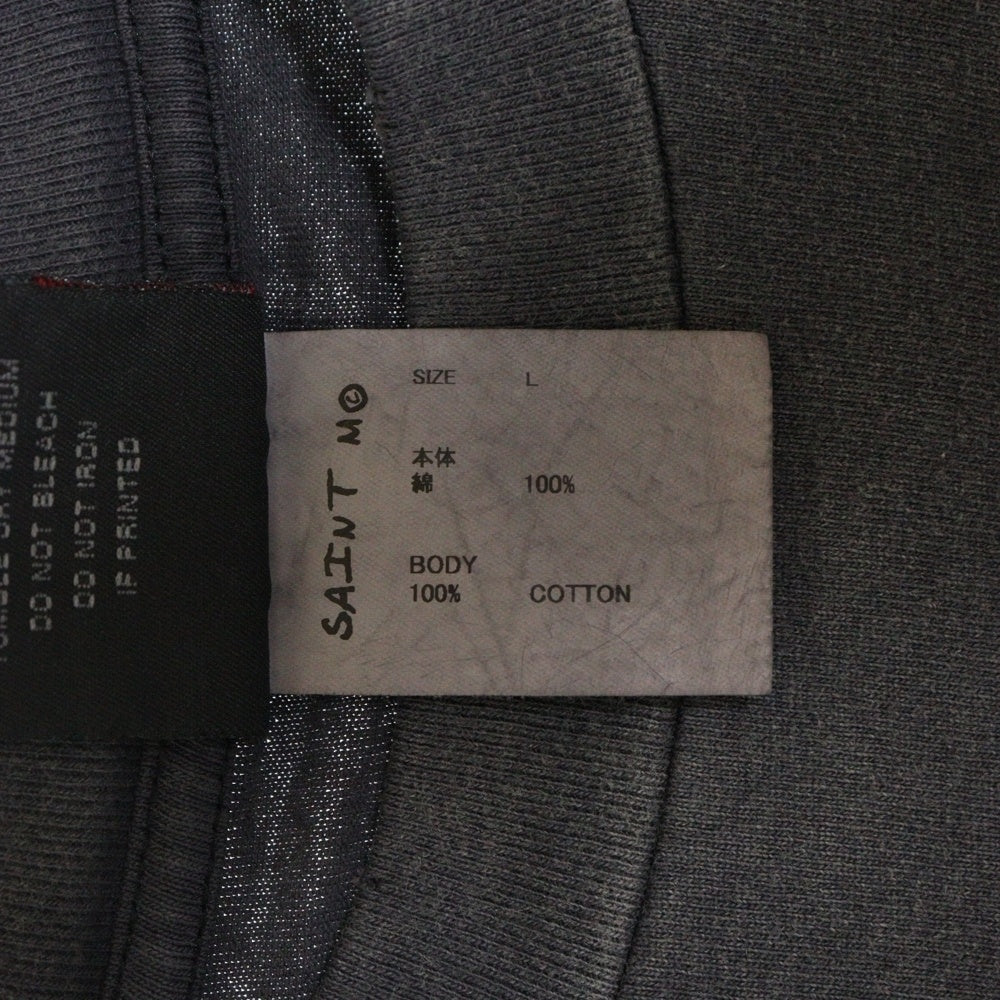 TUMBLE DRY MEDIUM
DO NOT BLEACH
DO NOT IRON
IF PRINTED
SAINT M©
SIZE L
本体
綿 100%
BODY
100% COTTON